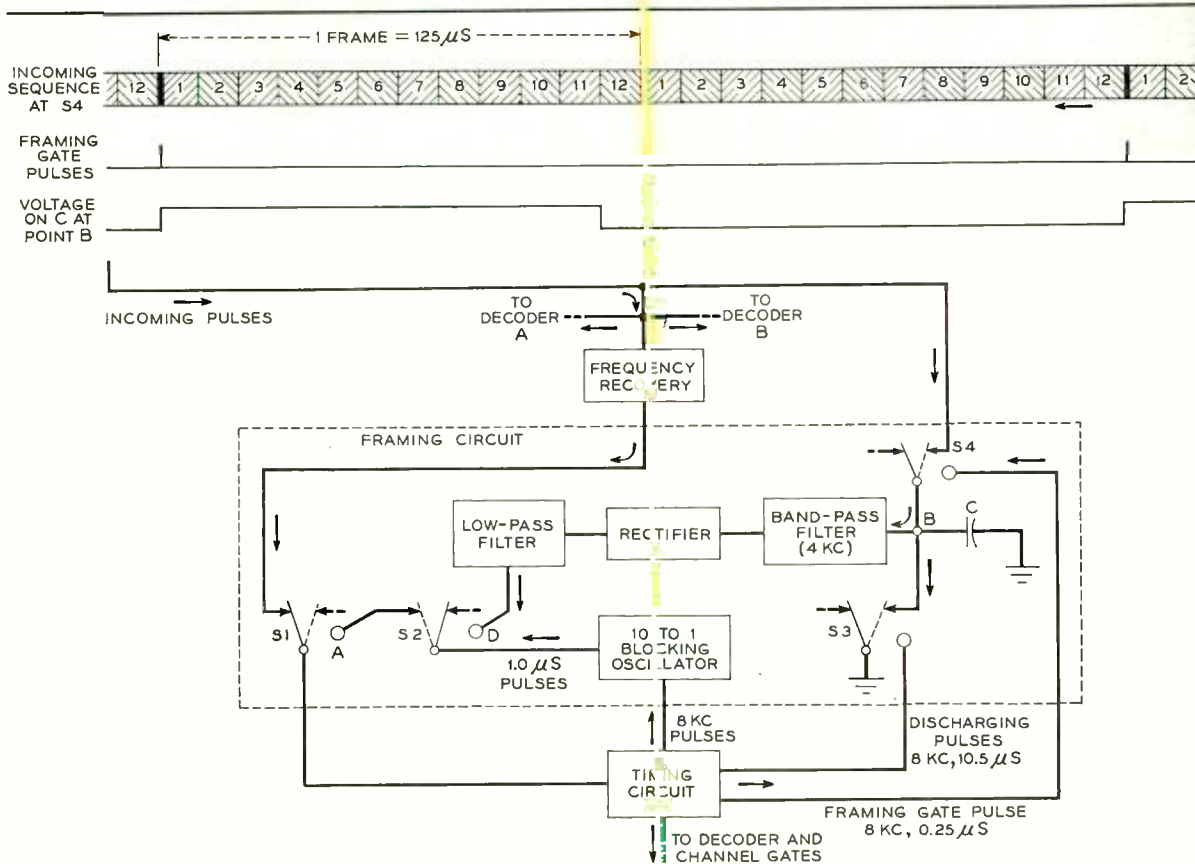 1 FRAME = 125 μS
INCOMING
SEQUENCE
AT S4
12 1 2 3 4 5 6 7 8 9 10 11 12 1 2 3 4 5 6 7 8 9 10 11 12 1 2
FRAMING
GATE
PULSES
VOLTAGE
ON C AT
POINT B
INCOMING PULSES
TO
DECODER
A
TO
DECODER
B
FREQUENCY
RECOVERY
FRAMING CIRCUIT
S4
LOW-PASS
FILTER
RECTIFIER
BAND-PASS
FILTER
(4 KC)
B
C
S1
A
S2
D
1.0 μS
PULSES
10 TO 1
BLOCKING
OSCILLATOR
S3
8 KC
PULSES
DISCHARGING
PULSES
8 KC, 10.5 μS
TIMING
CIRCUIT
FRAMING GATE PULSE
8 KC, 0.25 μS
TO DECODER AND
CHANNEL GATES